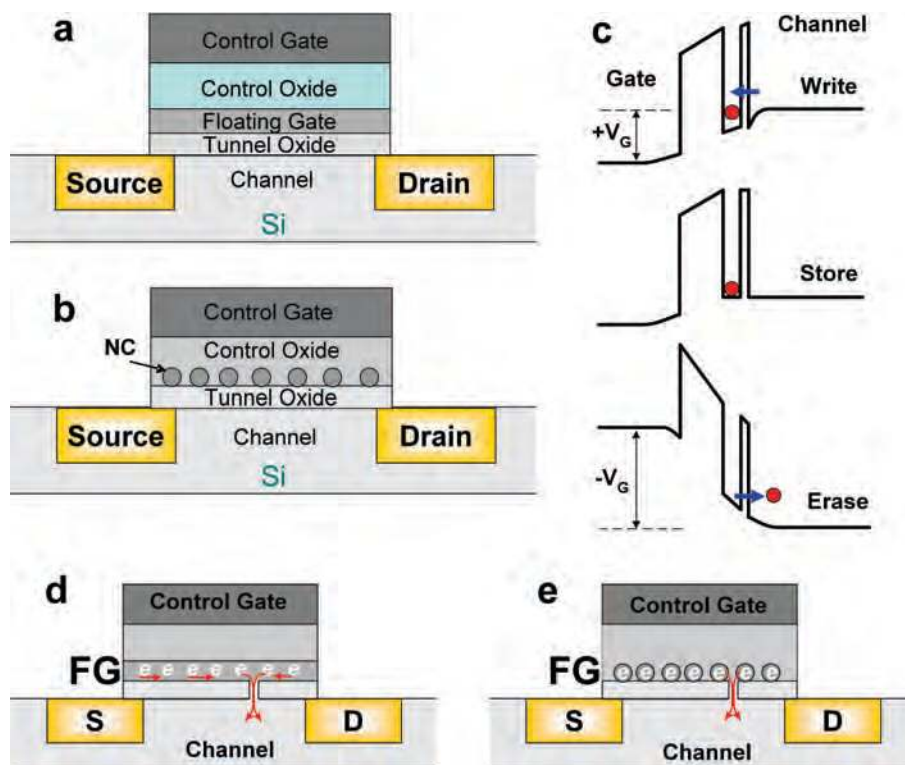 a
Control Gate
Control Oxide
Floating Gate
Tunnel Oxide
Source
Channel
Drain
Si
b
Control Gate
NC
Control Oxide
Tunnel Oxide
Source
Channel
Drain
Si
c
Channel
Gate
Write
+VG
Store
-VG
Erase
d
Control Gate
FG
e e e e e e e
S
D
Channel
e
Control Gate
FG
e e e e e e e
S
D
Channel